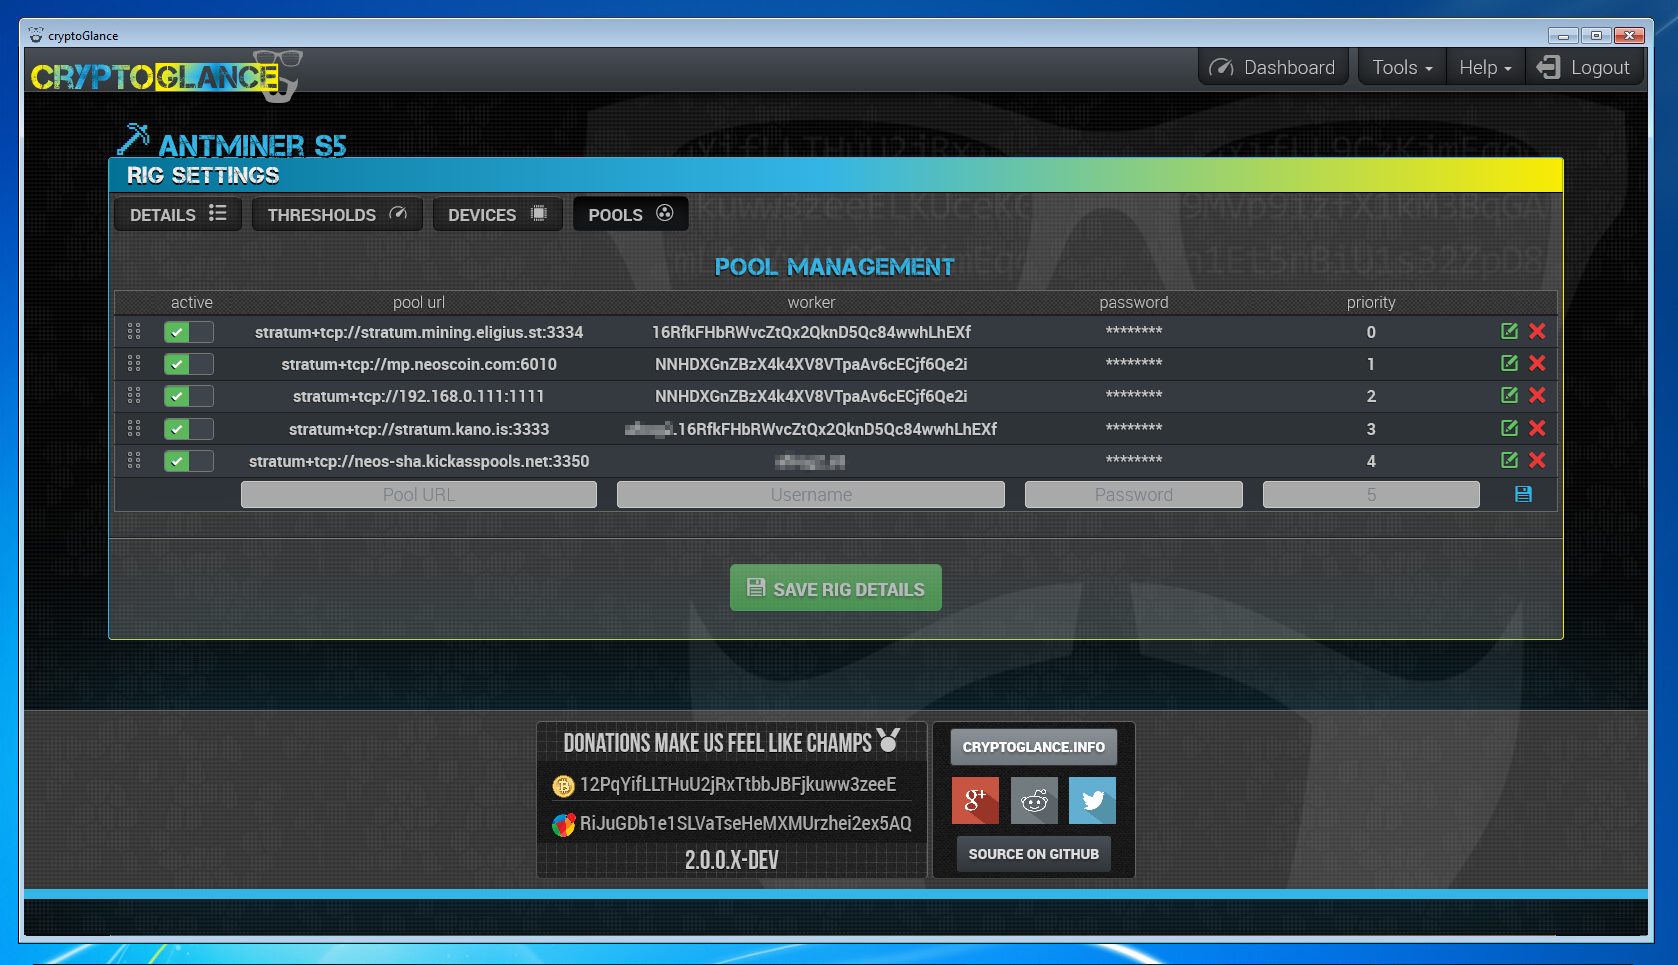 cryptoGlance
CRYPTOGLANCE
Dashboard
Tools
Help
Logout
ANTMINER S5
RIG SETTINGS
DETAILS
THRESHOLDS
DEVICES
POOLS
POOL MANAGEMENT
active pool url worker password priority
stratum+tcp://stratum.mining.eligius.st:3334 16RfkFHbRWvcZtQx2QknD5Qc84wwhLhEXf ******** 0
stratum+tcp://mp.neoscoin.com:6010 NNHDXGnZBzX4k4XV8VTpaAv6cECjf6Qe2i ******** 1
stratum+tcp://192.168.0.111:1111 NNHDXGnZBzX4k4XV8VTpaAv6cECjf6Qe2i ******** 2
stratum+tcp://stratum.kano.is:3333 .16RfkFHbRWvcZtQx2QknD5Qc84wwhLhEXf ******** 3
stratum+tcp://neos-sha.kickasspools.net:3350 ******** 4
Pool URL Username Password 5
SAVE RIG DETAILS
DONATIONS MAKE US FEEL LIKE CHAMPS
12PqYifLLTHuU2jRxTtbbJBFjkuww3zeeE
RiJuGDb1e1SLVaTseHeMXMUrzhei2ex5AQ
2.0.0.X-DEV
CRYPTOGLANCE.INFO
g+
SOURCE ON GITHUB